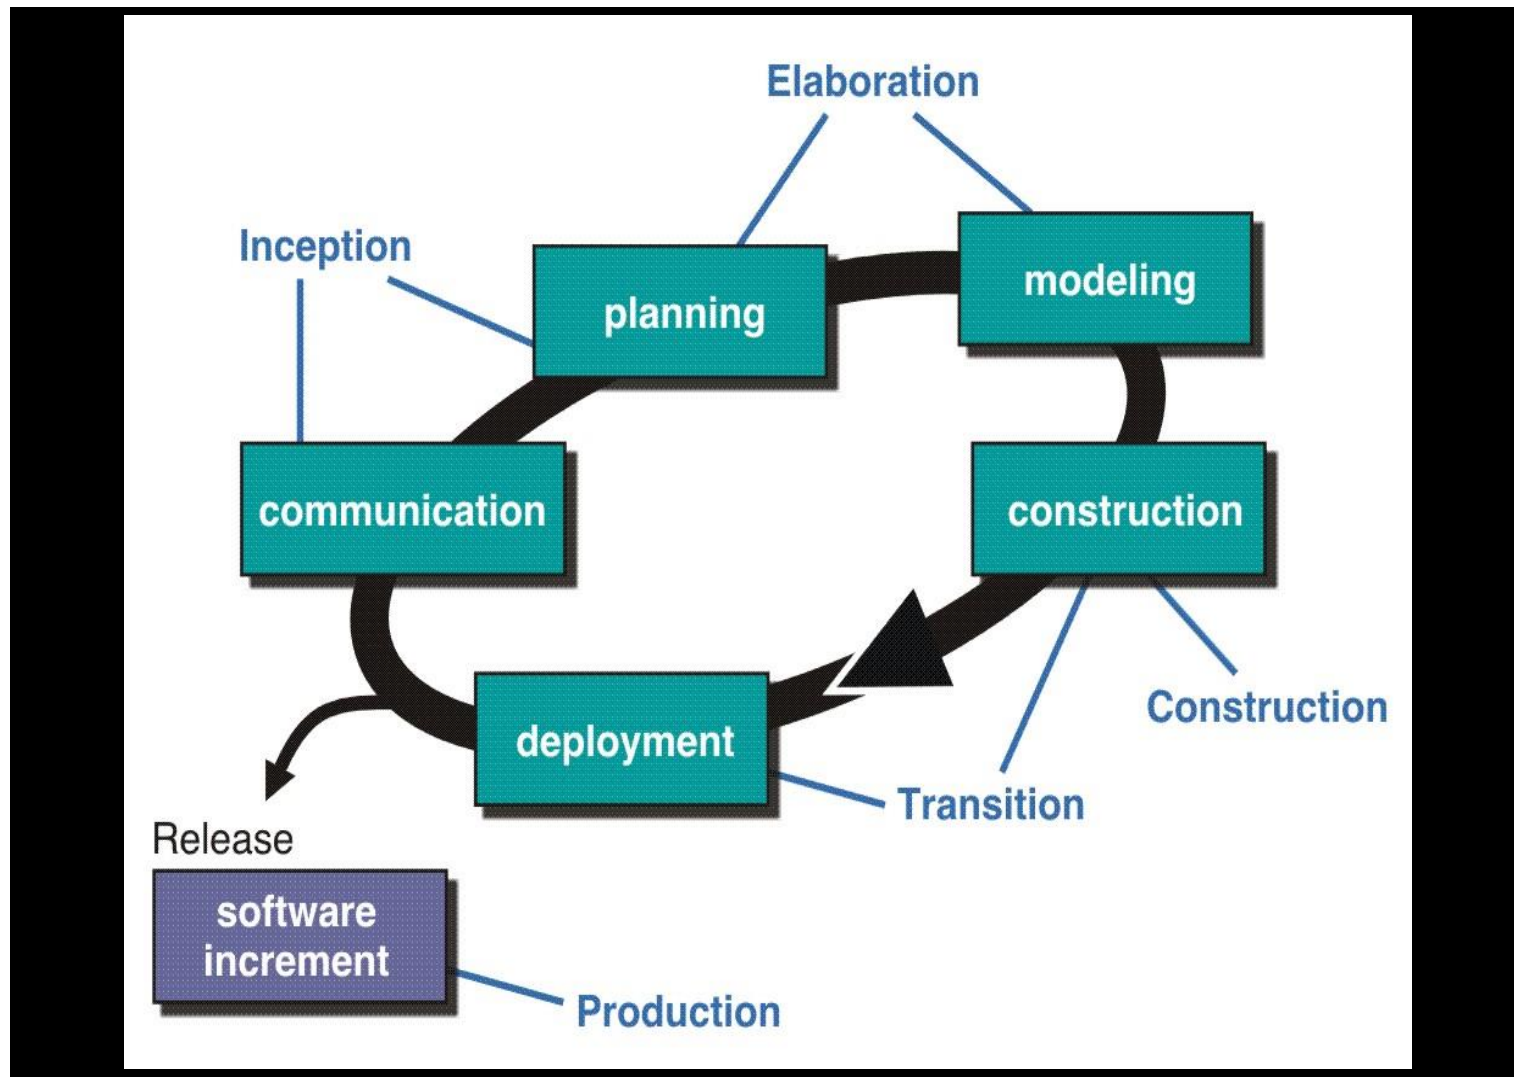 Elaboration
Inception
planning
modeling
communication
construction
deployment
Construction
Transition
Release
software
increment
Production